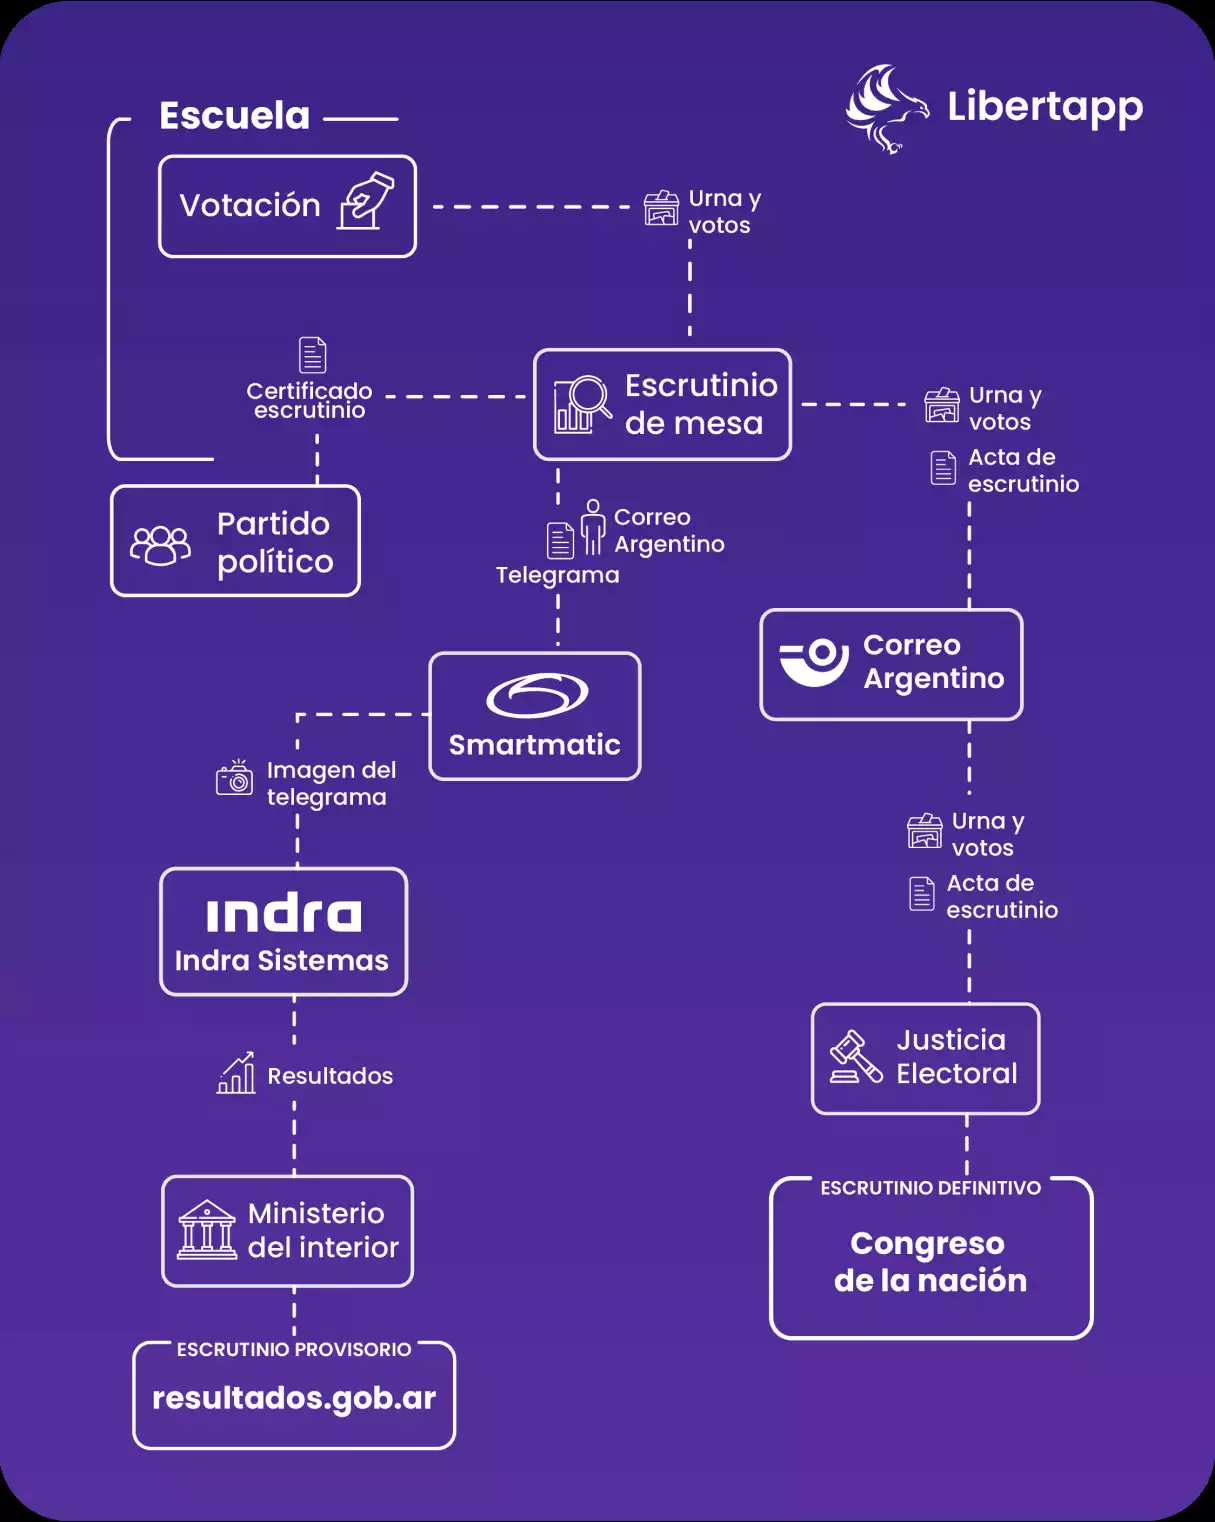 Libertapp
Escuela
Votación
Urna y
votos
Escrutinio
de mesa
Certificado
escrutinio
Partido
político
Urna y
votos
Acta de
escrutinio
Correo
Argentino
Telegrama
Smartmatic
Correo
Argentino
Imagen del
telegrama
indra
Indra Sistemas
Urna y
votos
Acta de
escrutinio
Resultados
Justicia
Electoral
Ministerio
del interior
ESCRUTINIO DEFINITIVO
Congreso
de la nación
ESCRUTINIO PROVISORIO
resultados.gob.ar